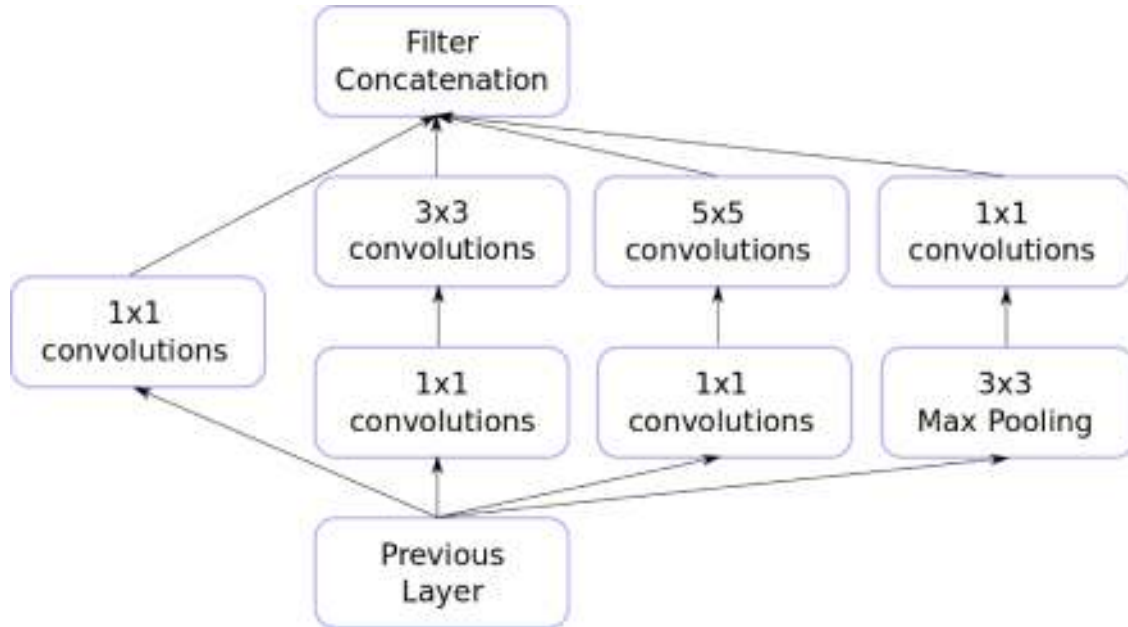 Filter
Concatenation
3x3
convolutions
5x5
convolutions
1x1
convolutions
1x1
convolutions
1x1
convolutions
1x1
convolutions
3x3
Max Pooling
Previous
Layer